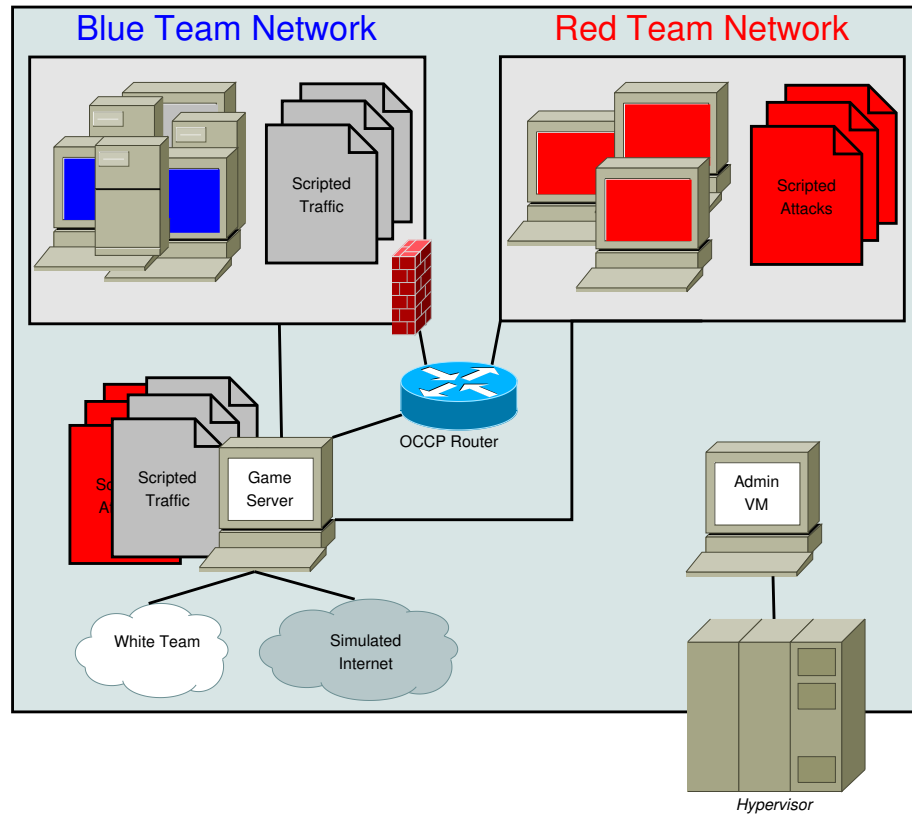 Blue Team Network
Red Team Network
Scripted
Traffic
Scripted
Attacks
OCCP Router
Scripted
Traffic
Game
Server
Admin
VM
White Team
Simulated
Internet
Hypervisor